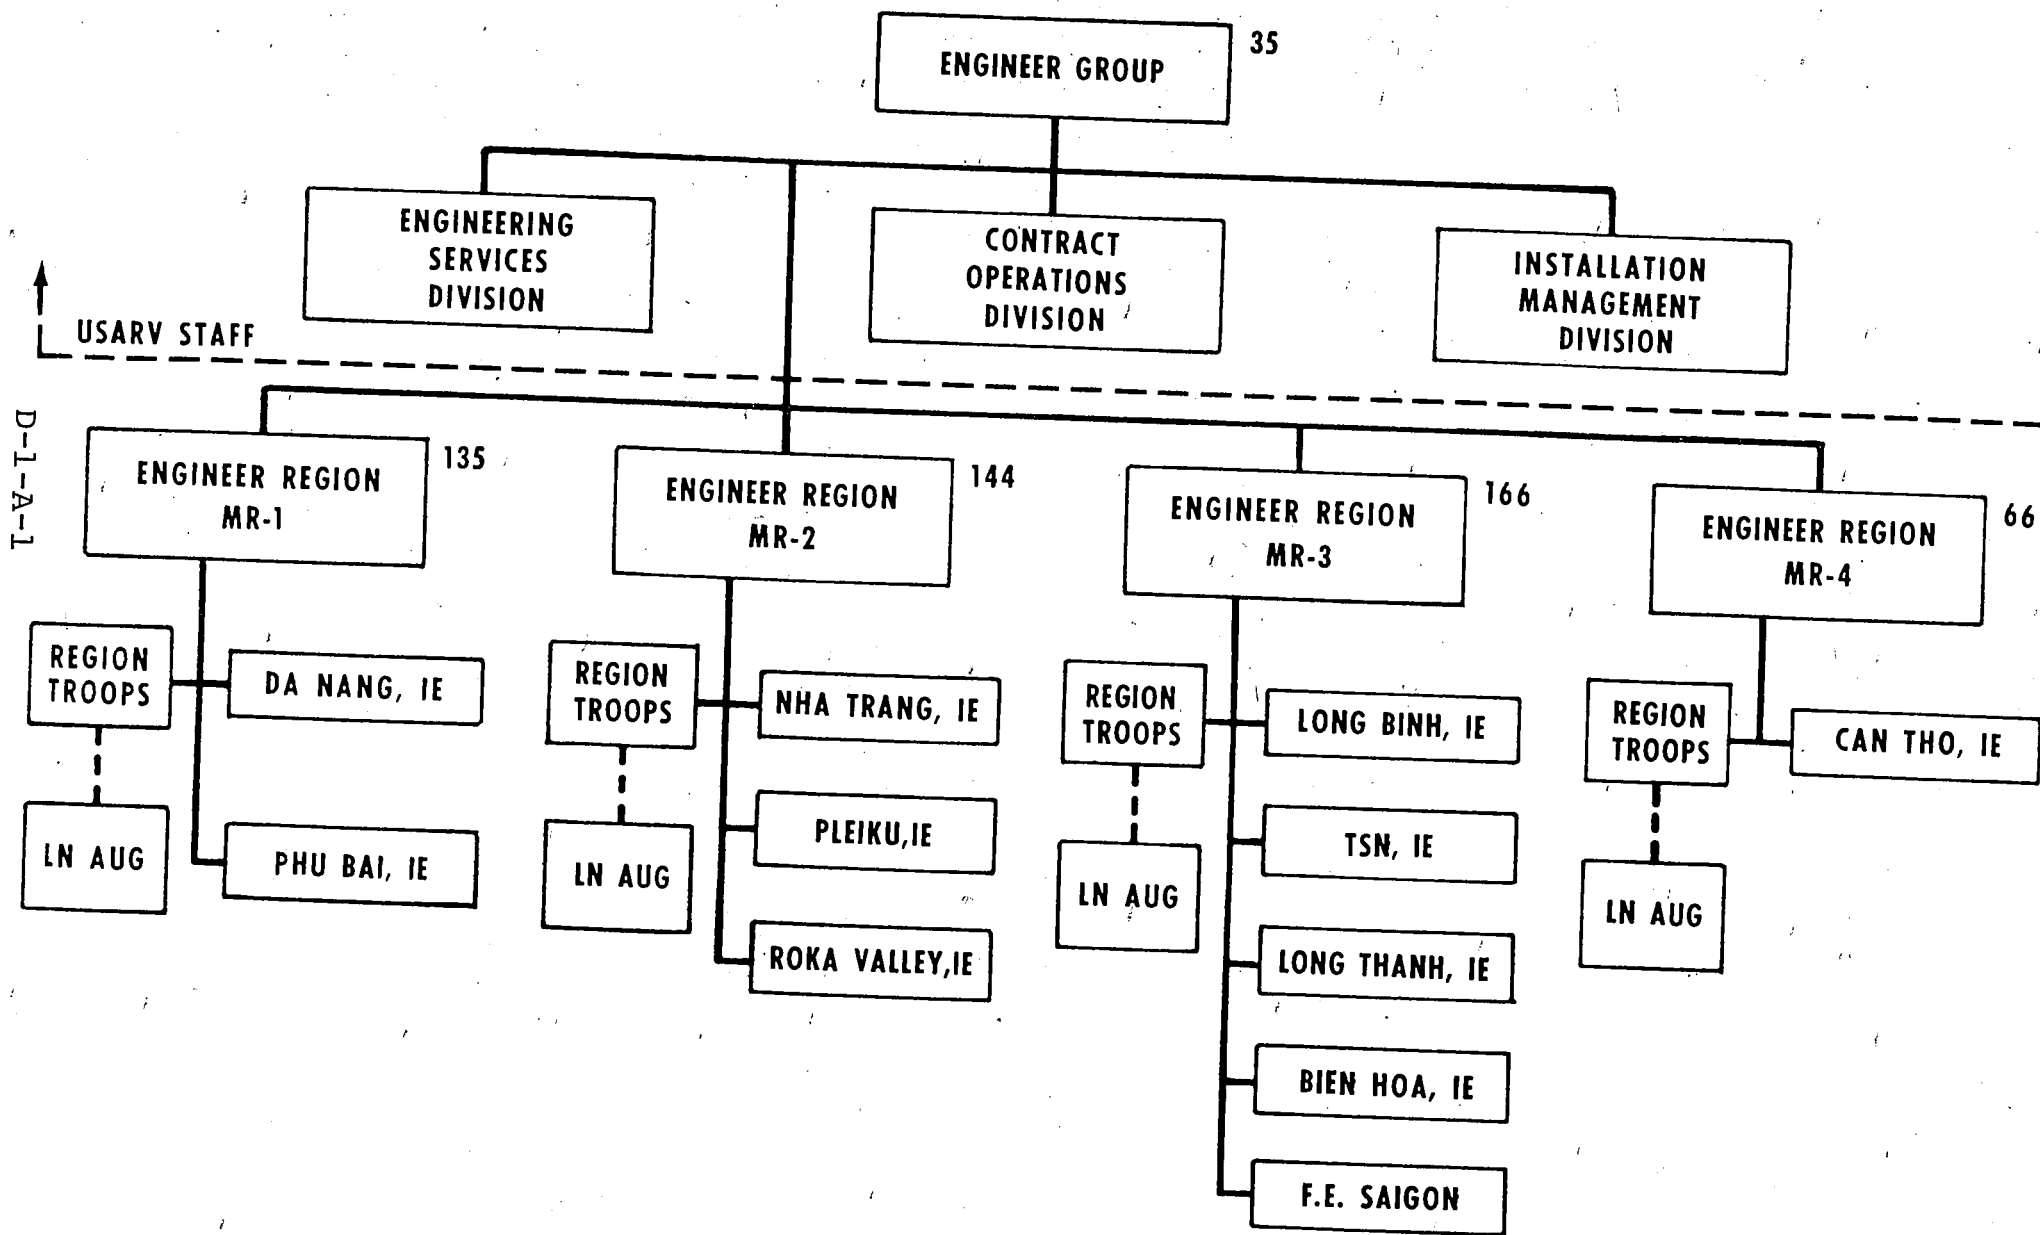 ENGINEER GROUP
35
ENGINEERING
SERVICES
DIVISION
CONTRACT
OPERATIONS
DIVISION
INSTALLATION
MANAGEMENT
DIVISION
USARV STAFF
D-1-A-1
ENGINEER REGION
MR-1
135
ENGINEER REGION
MR-2
144
ENGINEER REGION
MR-3
166
ENGINEER REGION
MR-4
66
REGION
TROOPS
DA NANG, IE
LN AUG
PHU BAI, IE
REGION
TROOPS
NHA TRANG, IE
PLEIKU,IE
LN AUG
ROKA VALLEY,IE
REGION
TROOPS
LONG BINH, IE
TSN, IE
LN AUG
LONG THANH, IE
BIEN HOA, IE
F.E. SAIGON
REGION
TROOPS
CAN THO, IE
LN AUG